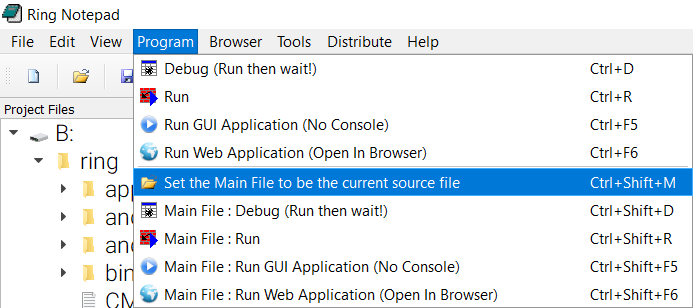 Ring Notepad
File Edit View Program Browser Tools Distribute Help
Debug (Run then wait!) Ctrl+D
Run Ctrl+R
Run GUI Application (No Console) Ctrl+F5
Run Web Application (Open In Browser) Ctrl+F6
Set the Main File to be the current source file Ctrl+Shift+M
Main File : Debug (Run then wait!) Ctrl+Shift+D
Main File : Run Ctrl+Shift+R
Main File : Run GUI Application (No Console) Ctrl+Shift+F5
Main File : Run Web Application (Open In Browser) Ctrl+Shift+F6
Project Files
B:
ring
bin